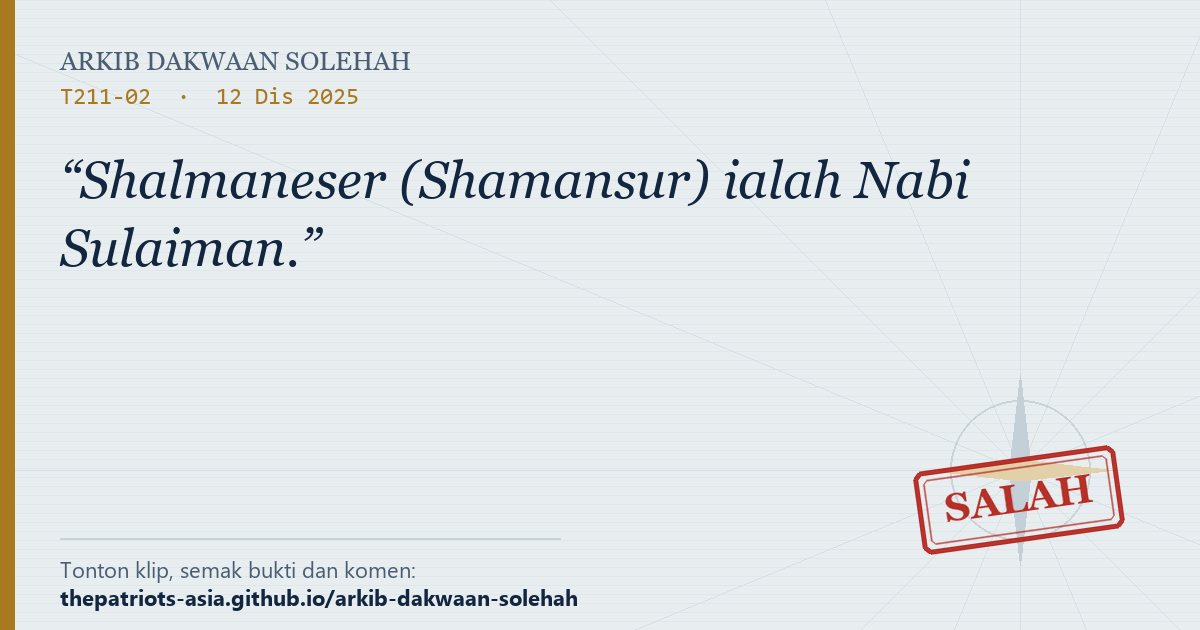 ARKIB DAKWAAN SOLEHAH
T211-02 · 12 Dis 2025
“Shalmaneser (Shamansur) ialah Nabi
Sulaiman.”
SALAH
Tonton klip, semak bukti dan komen:
thepatriots-asia.github.io/arkib-dakwaan-solehah